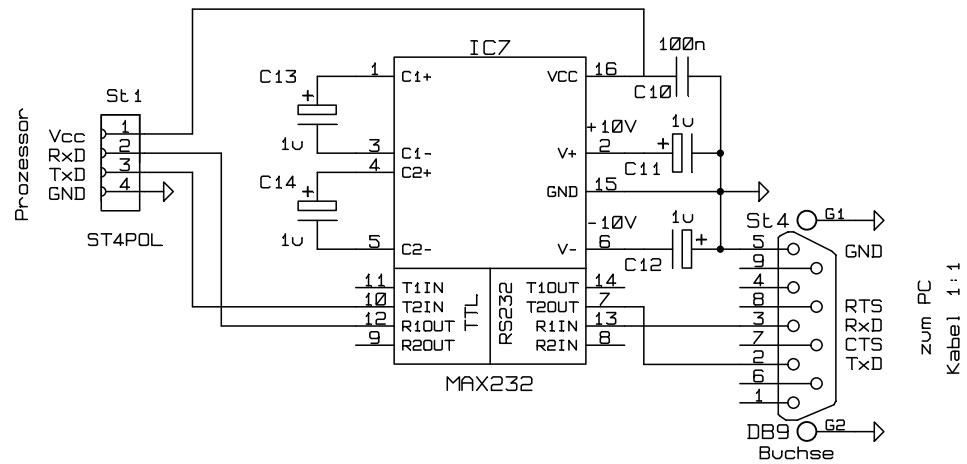 IC7
100n
C13
1
C1+
VCC
16
C10
St1
+
1u
Prozessor
Vcc
1
RxD
2
TxD
3
GND
4
ST4POL
1u
3
C1-
+10V
2
V+
+
C11
4
C2+
C14
+
GND
15
1u
5
C2-
-10V
6
V-
1u
+
C12
St4
G1
5
GND
9
4
8
RTS
3
RxD
7
CTS
2
TxD
6
1
11
T1IN
T1OUT
14
10
T2IN
T2OUT
7
12
R1OUT
R1IN
13
9
R2OUT
R2IN
8
TTL
RS232
MAX232
zum PC
Kabel 1:1
DB9
G2
Buchse